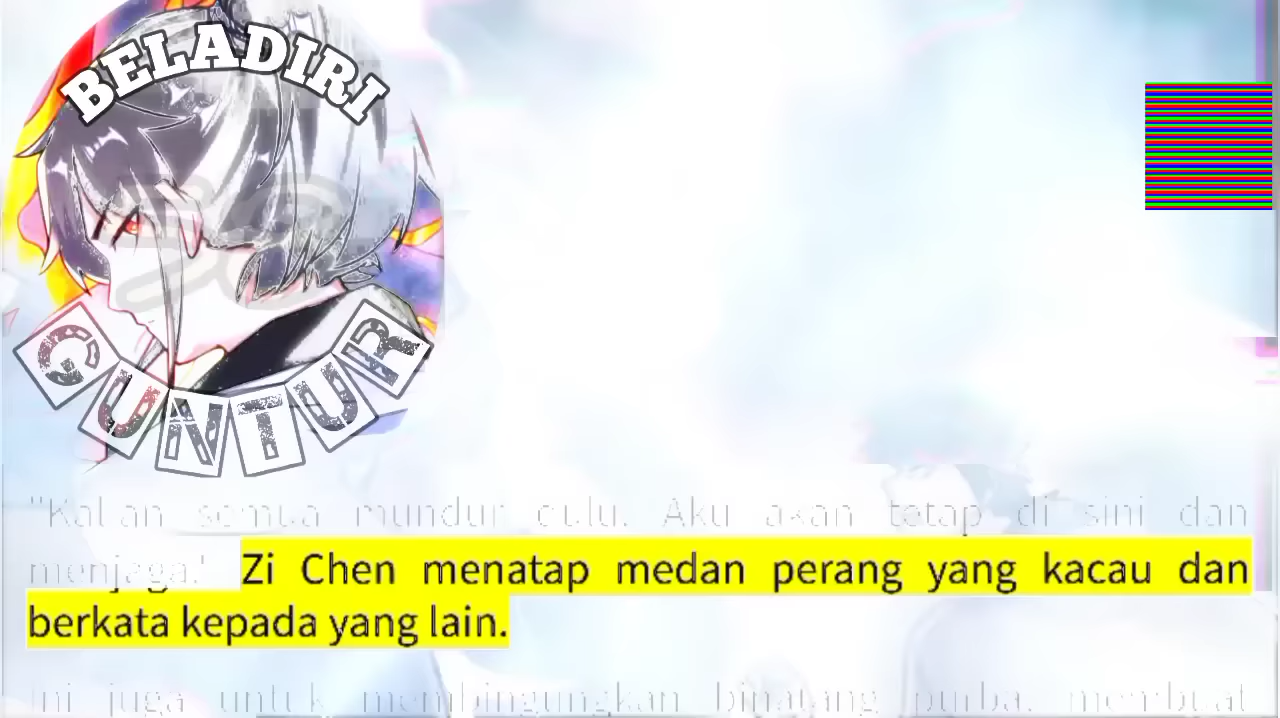 BELADIRI
GUNTUR
"Kalian semua mundur dulu. Aku akan tetap di sini dan
menjaga." Zi Chen menatap medan perang yang kacau dan
berkata kepada yang lain.
Ini juga untuk membingungkan binatang purba, membuat